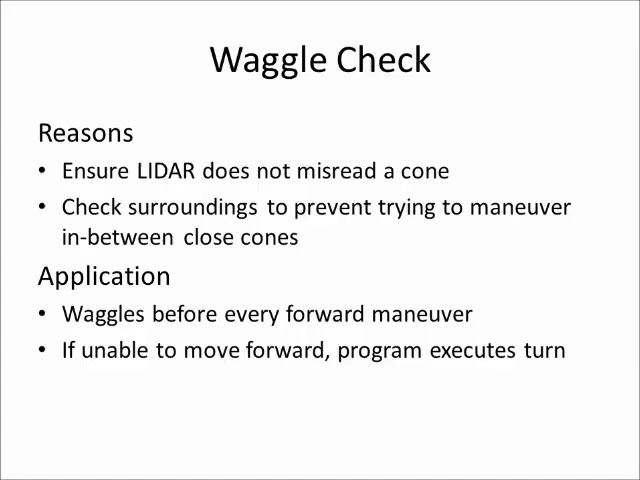 Waggle Check
Reasons
• Ensure LIDAR does not misread a cone
• Check surroundings to prevent trying to maneuver
in-between close cones
Application
• Waggles before every forward maneuver
• If unable to move forward, program executes turn